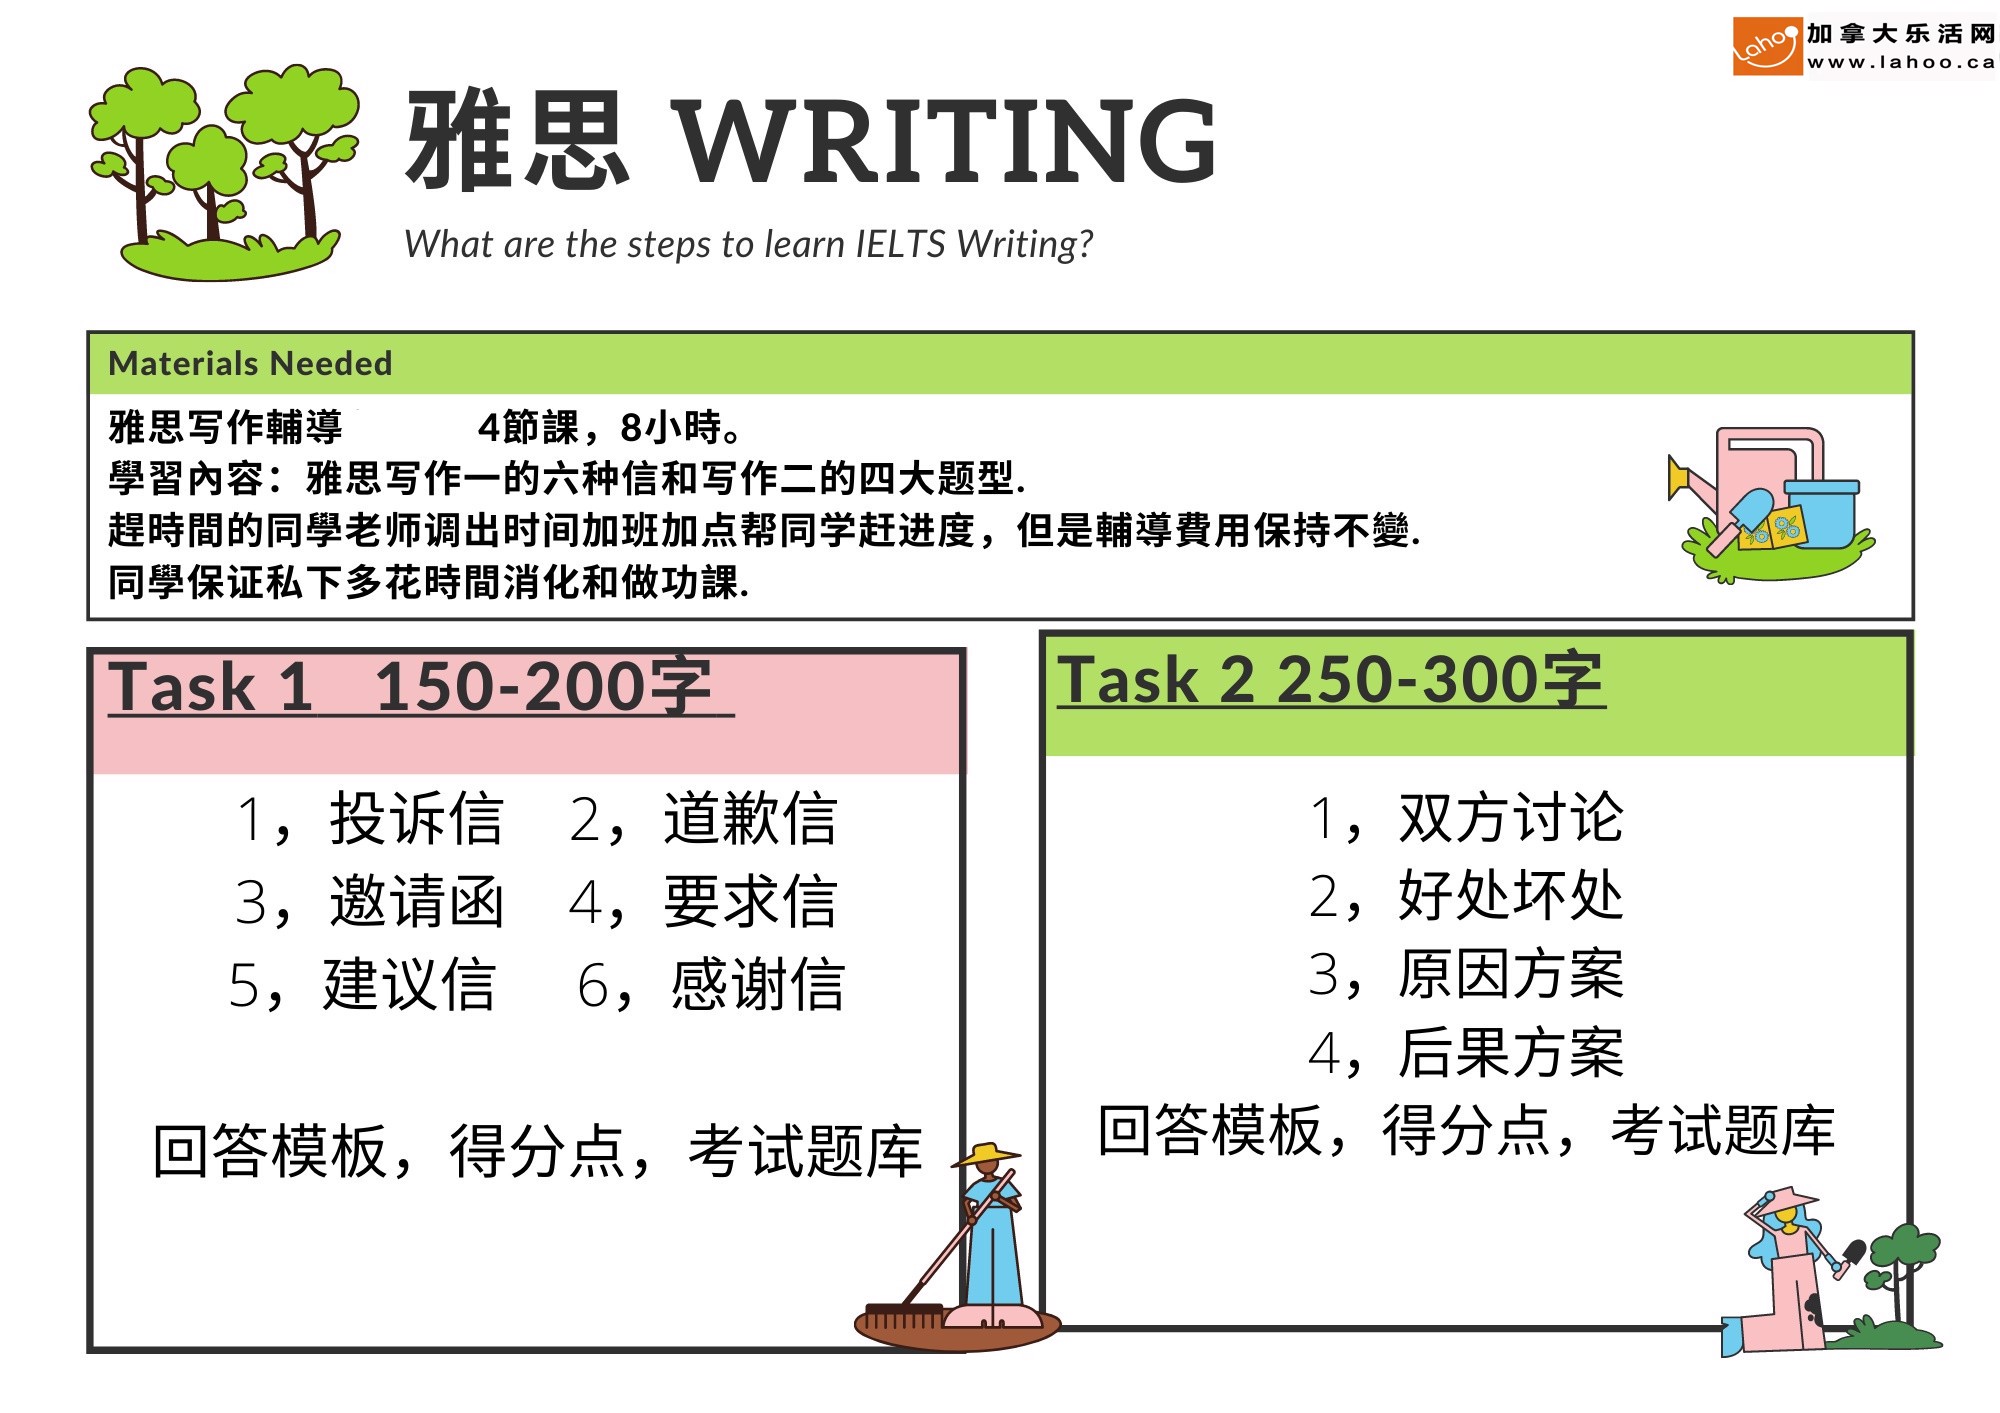 Lahoo
加拿大乐活网
www.lahoo.ca
雅思 WRITING
What are the steps to learn IELTS Writing?
Materials Needed
雅思写作輔導 4節課，8小時。
學習內容：雅思写作一的六种信和写作二的四大题型.
趕時間的同學老师调出时间加班加点帮同学赶进度，但是輔導費用保持不變.
同學保证私下多花時間消化和做功課.
Task 1 150-200字
1，投诉信 2，道歉信
3，邀请函 4，要求信
5，建议信 6，感谢信
回答模板，得分点，考试题库
Task 2 250-300字
1，双方讨论
2，好处坏处
3，原因方案
4，后果方案
回答模板，得分点，考试题库